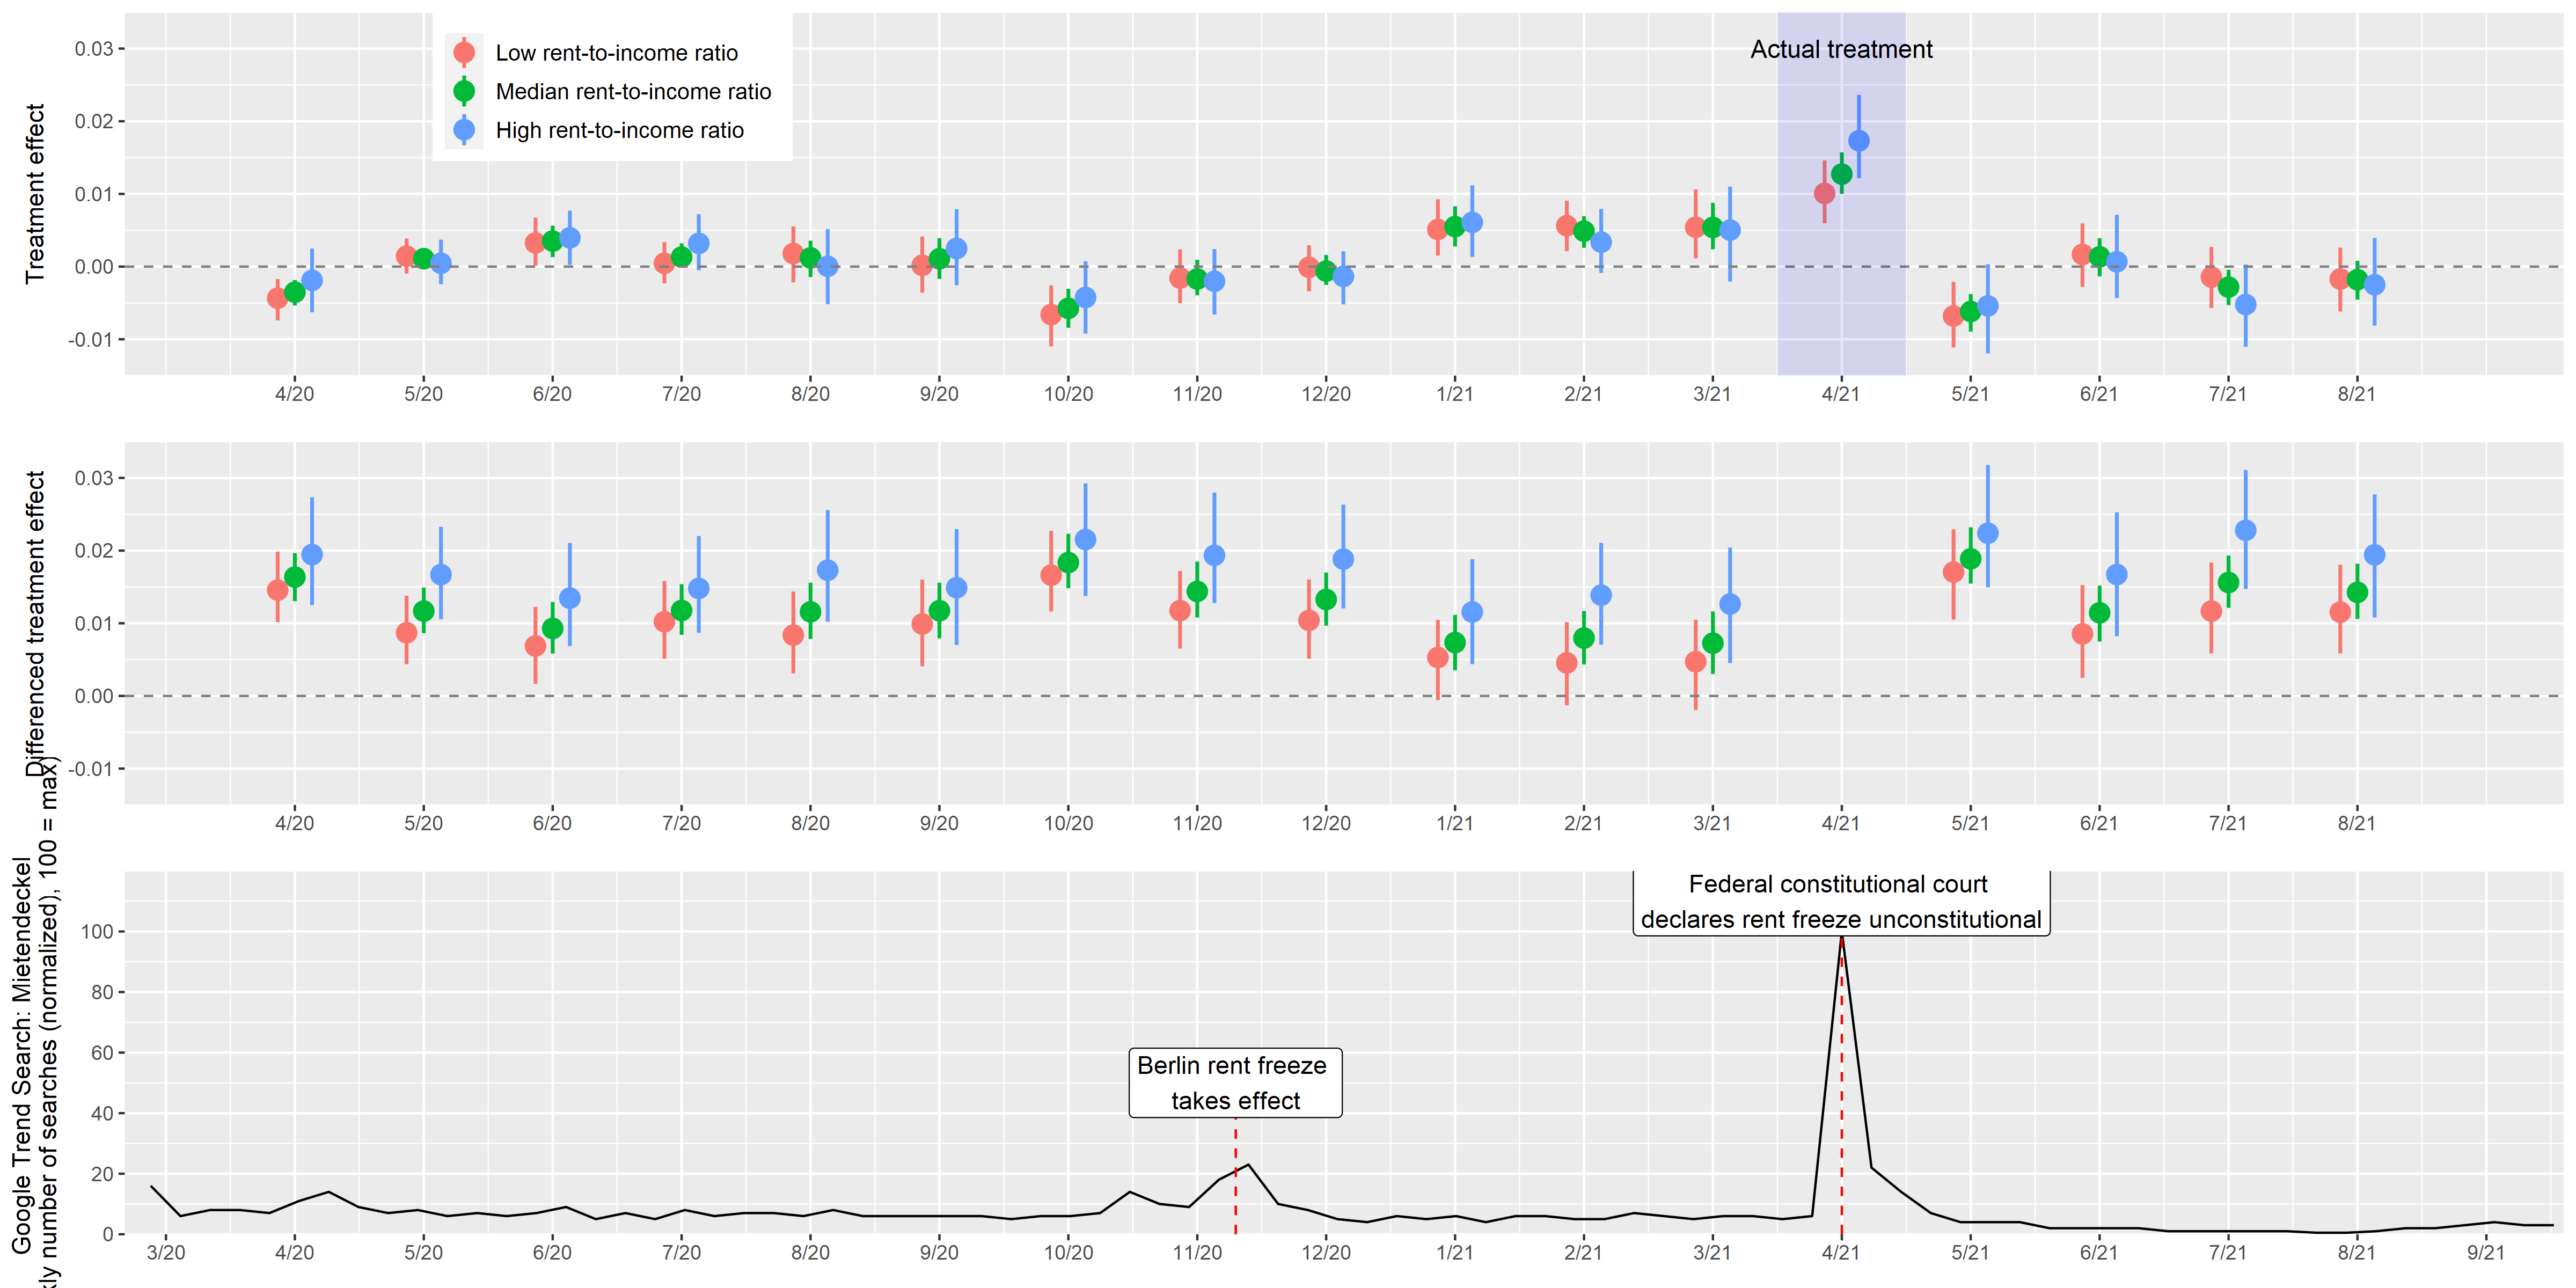 Treatment effect
0.03
0.02
0.01
0.00
-0.01
Low rent-to-income ratio
Median rent-to-income ratio
High rent-to-income ratio
Actual treatment
4/20 5/20 6/20 7/20 8/20 9/20 10/20 11/20 12/20 1/21 2/21 3/21 4/21 5/21 6/21 7/21 8/21
Differenced treatment effect
0.03
0.02
0.01
0.00
-0.01
4/20 5/20 6/20 7/20 8/20 9/20 10/20 11/20 12/20 1/21 2/21 3/21 4/21 5/21 6/21 7/21 8/21
Google Trend Search: Mietendeckel
number of searches (normalized), 100 = max)
100
80
60
40
20
0
Berlin rent freeze
takes effect
Federal constitutional court
declares rent freeze unconstitutional
3/20 4/20 5/20 6/20 7/20 8/20 9/20 10/20 11/20 12/20 1/21 2/21 3/21 4/21 5/21 6/21 7/21 8/21 9/21